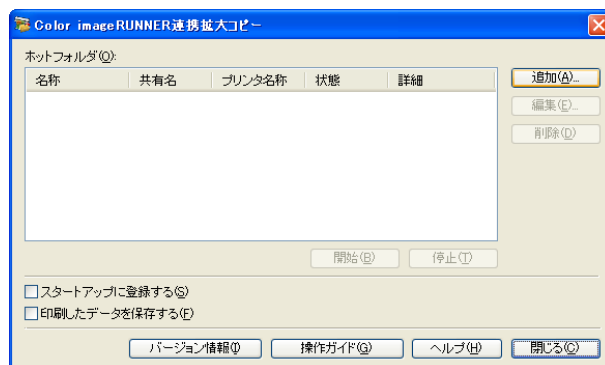 Color imageRUNNER連携拡大コピー
ホットフォルダ(O):
名称 共有名 プリンタ名称 状態 詳細
追加(A)...
編集(E)...
削除(D)
開始(B) 停止(T)
スタートアップに登録する(S)
印刷したデータを保存する(F)
バージョン情報(I) 操作ガイド(G) ヘルプ(H) 閉じる(C)